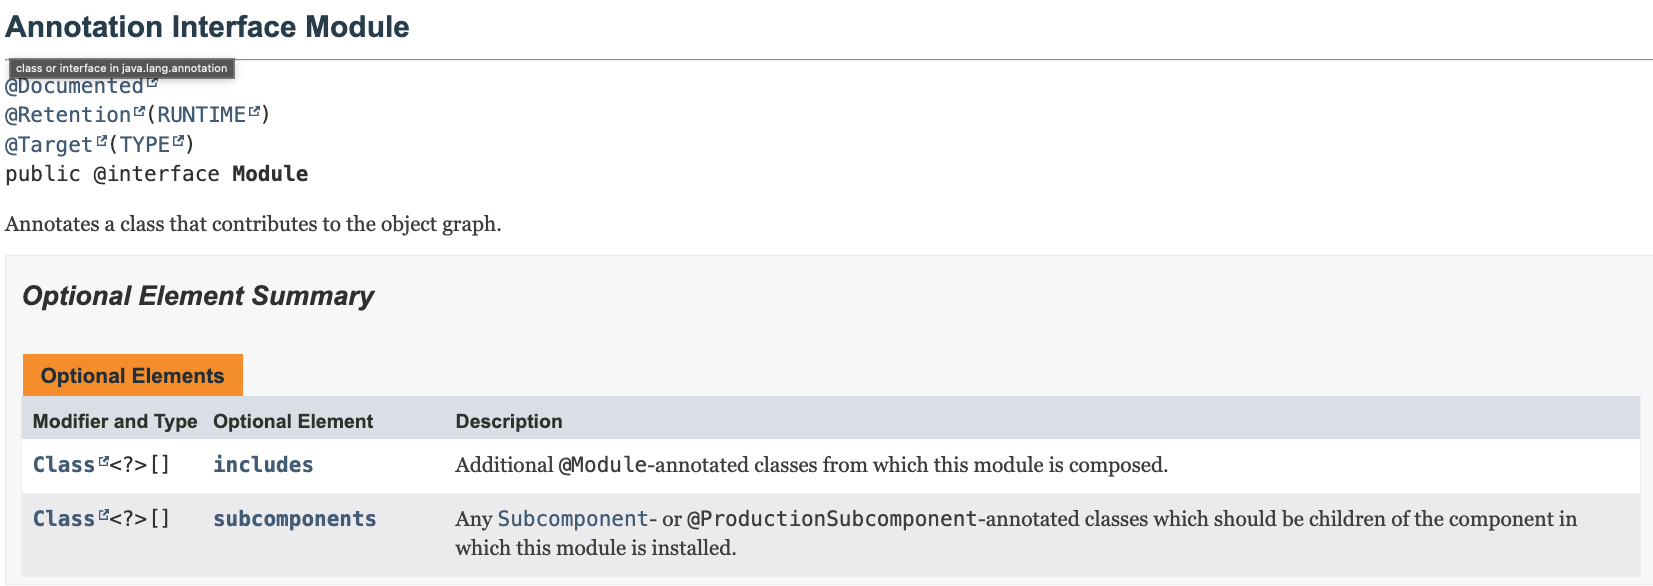 Annotation Interface Module
class or interface in java.lang.annotation
@Documented
@Retention(RUNTIME)
@Target(TYPE)
public @interface Module
Annotates a class that contributes to the object graph.
Optional Element Summary
Optional Elements
Modifier and Type Optional Element Description
Class<?>[] includes Additional @Module-annotated classes from which this module is composed.
Class<?>[] subcomponents Any Subcomponent- or @ProductionSubcomponent-annotated classes which should be children of the component in
which this module is installed.